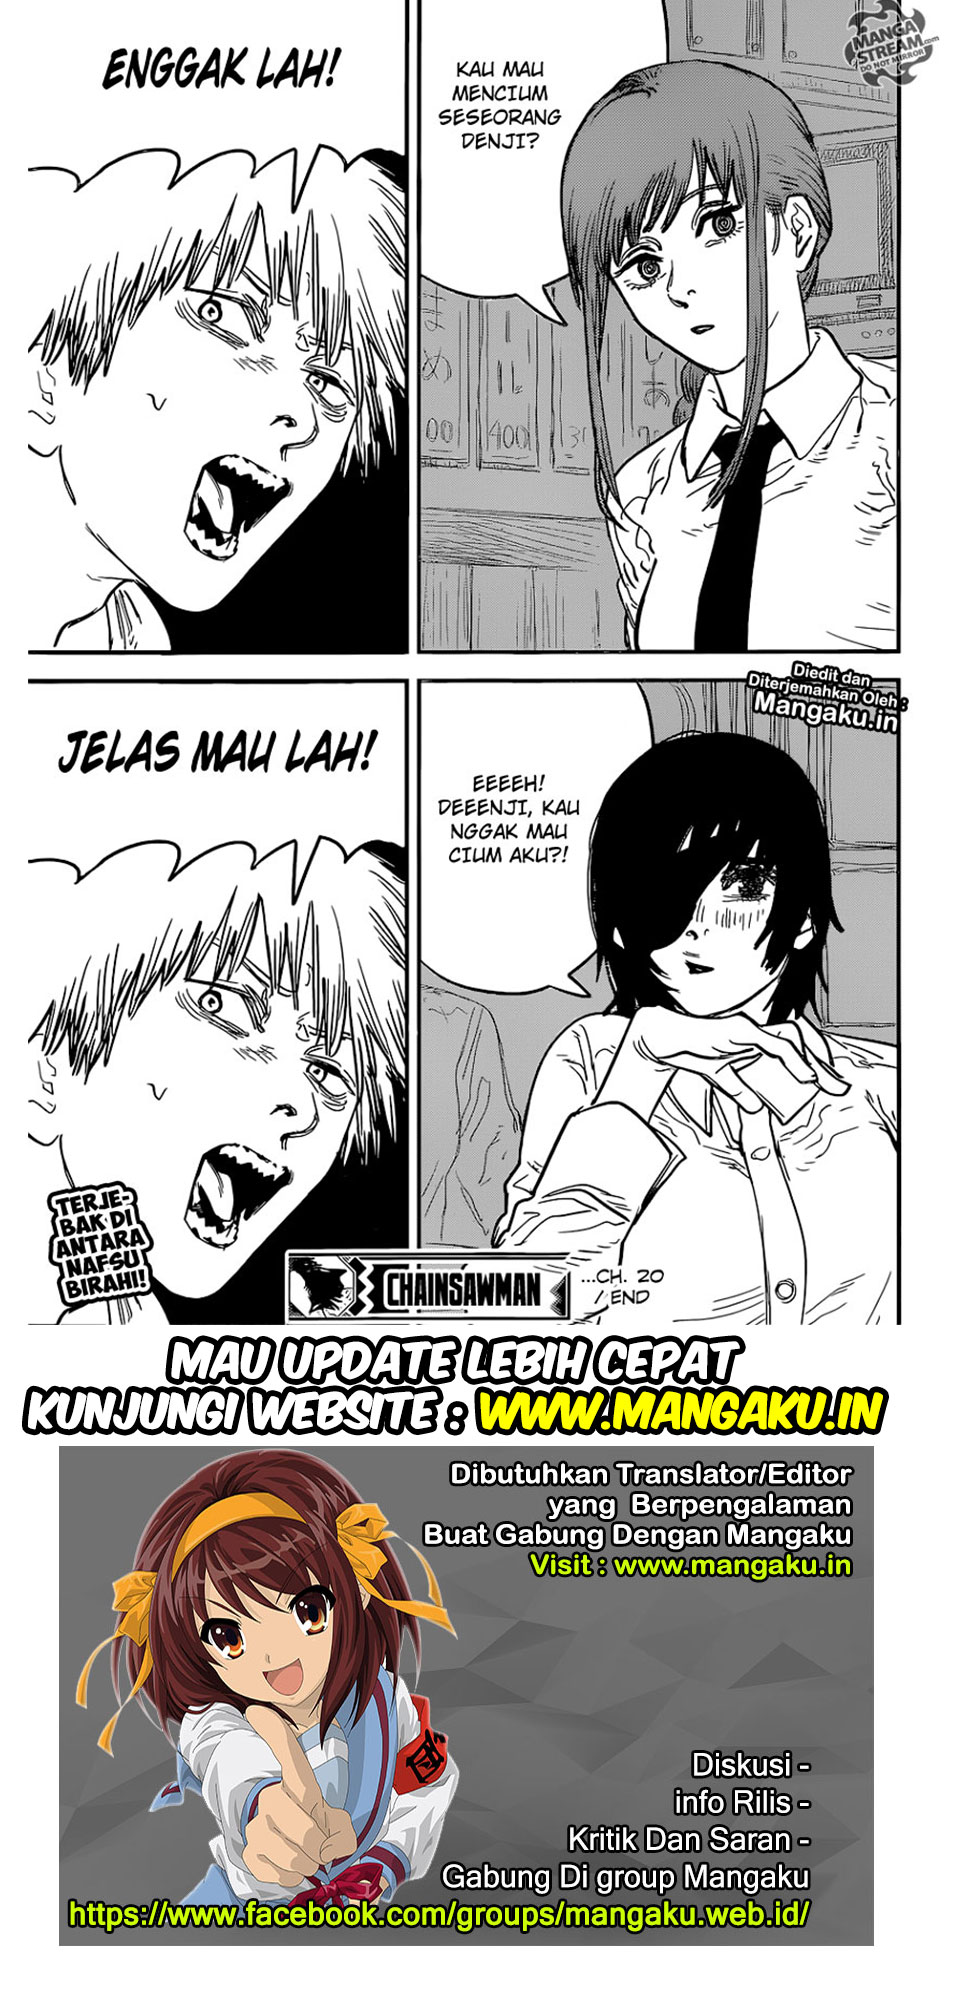 MANGA
STREAM.com
DO NOT MIRROR
KAU MAU
MENCIUM
SESEORANG
DENJI?
ENGGAK LAH!
00
400
Diedit dan
Diterjemahkan Oleh :
Mangaku.in
EEEEH!
DEEENJI, KAU
NGGAK MAU
CIUM AKU?!
JELAS MAU LAH!
TERJE-
BAK DI
ANTARA
NAFSU
BIRAHI!
CHAINSAWMAN
...CH. 20
/ END
MAU UPDATE LEBIH CEPAT
KUNJUNGI WEBSITE : WWW.MANGAKU.IN
Dibutuhkan Translator/Editor
yang Berpengalaman
Buat Gabung Dengan Mangaku
Visit : www.mangaku.in
Diskusi -
info Rilis -
Kritik Dan Saran -
Gabung Di group Mangaku
https://www.facebook.com/groups/mangaku.web.id/